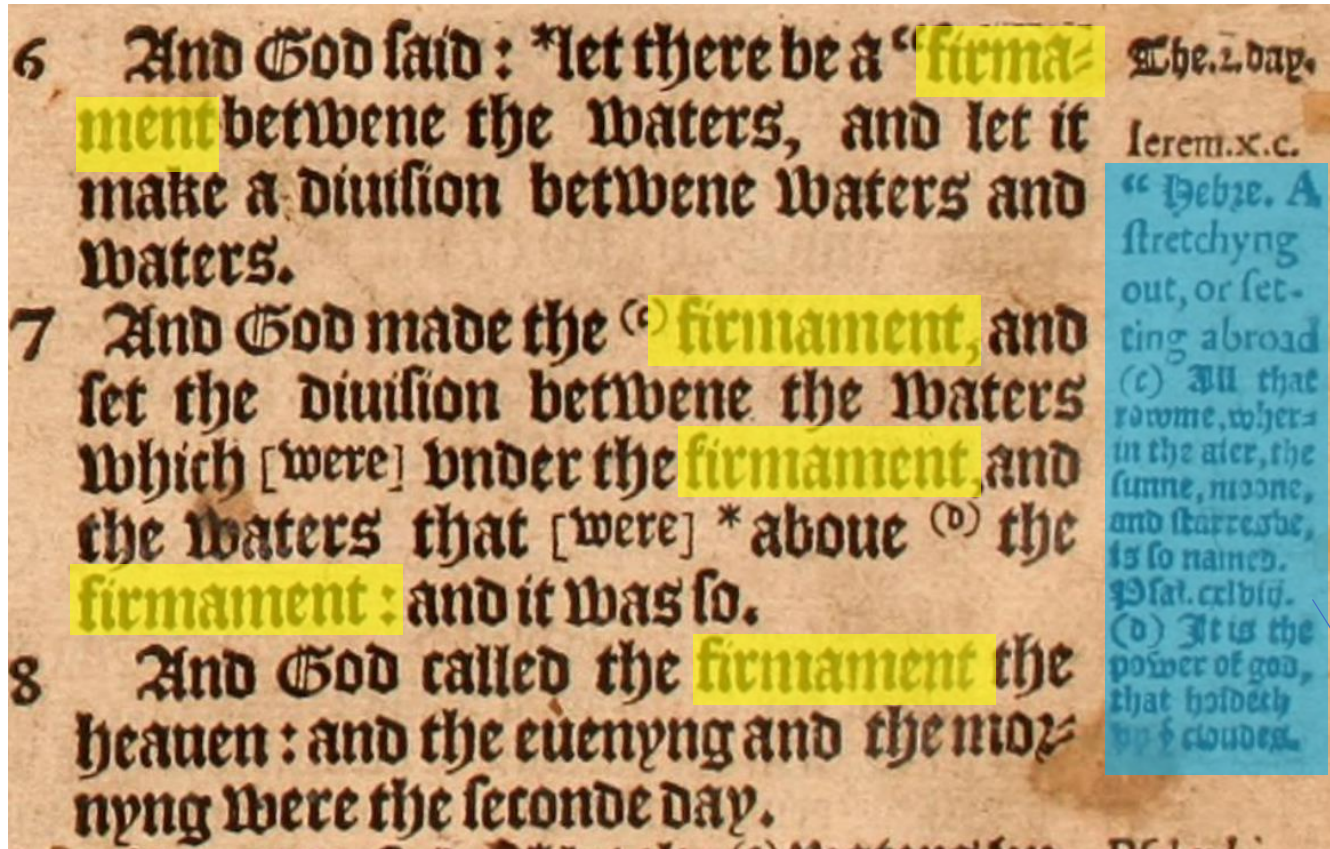 6 And God ſaid : *let there be a “firma⸗
ment betwene the waters, and let it
make a diuiſion betwene waters and
waters.
7 And God made the (c) firmament, and
ſet the diuiſion betwene the waters
which [were] vnder the firmament, and
the waters that [were] * aboue (d) the
firmament : and it was ſo.
8 And God called the firmament the
heauen : and the euenyng and the moꝛ⸗
nyng were the ſeconde day.
The.2.day.
Ierem.x.c.
“ Hebꝛe. A
ſtretchyng
out, or ſet-
ting abroad
(c) All that
rowme, wher⸗
in the aier, the
ſunne, moone,
and ſtarres be,
is ſo named.
Pſal. cxlviij.
(d) It is the
power of god,
that holdeth
vp þͤ cloudes.